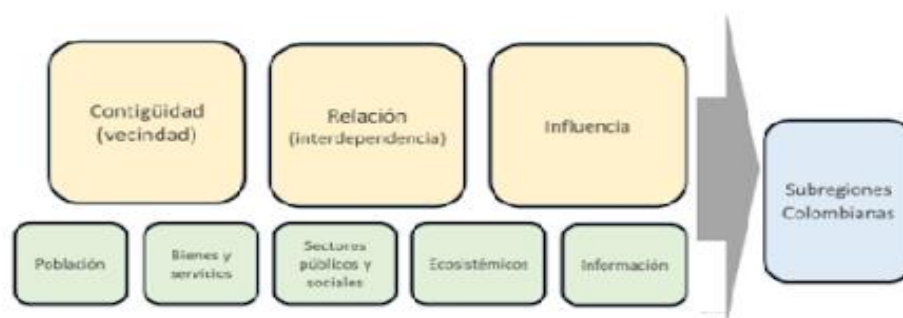 Contigüidad
(vecindad)
Relación
(interdependencia)
Influencia
Subregiones
Colombianas
Población
Bienes y
servicios
Sectores
públicos y
sociales
Ecosistémicos
Información